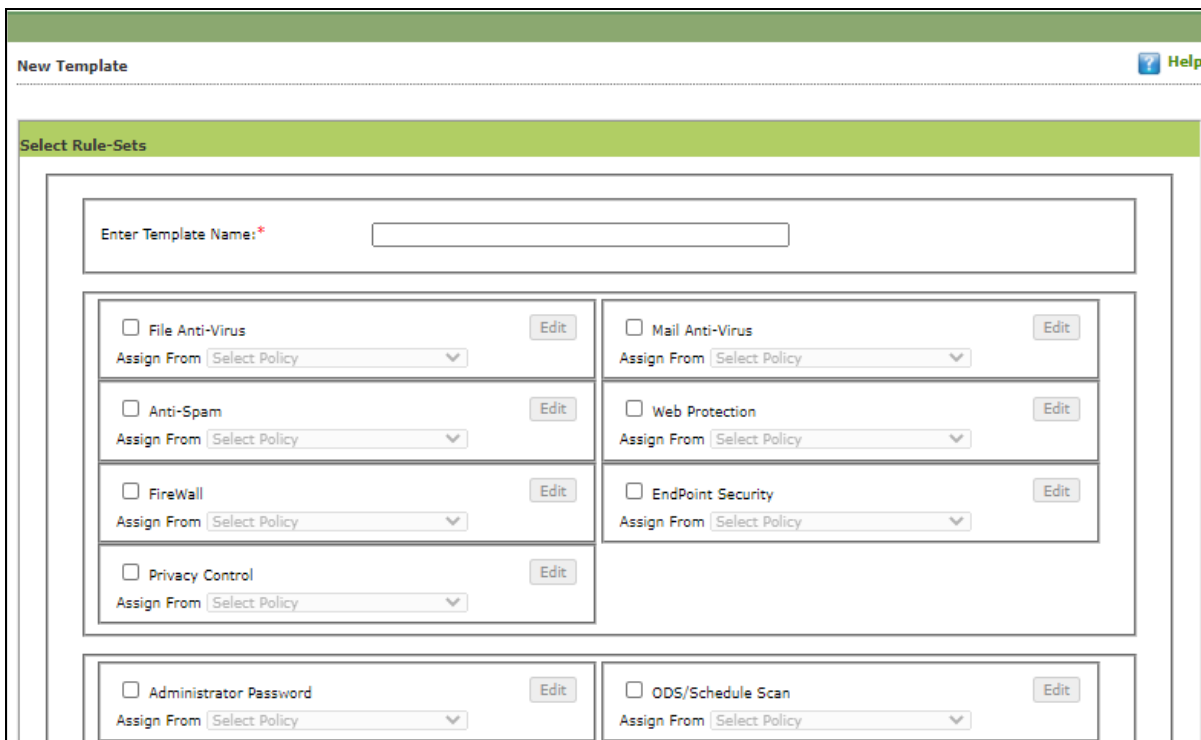 New Template
Help
Select Rule-Sets
Enter Template Name:*
File Anti-Virus Edit
Assign From Select Policy
Mail Anti-Virus Edit
Assign From Select Policy
Anti-Spam Edit
Assign From Select Policy
Web Protection Edit
Assign From Select Policy
FireWall Edit
Assign From Select Policy
EndPoint Security Edit
Assign From Select Policy
Privacy Control Edit
Assign From Select Policy
Administrator Password Edit
Assign From Select Policy
ODS/Schedule Scan Edit
Assign From Select Policy